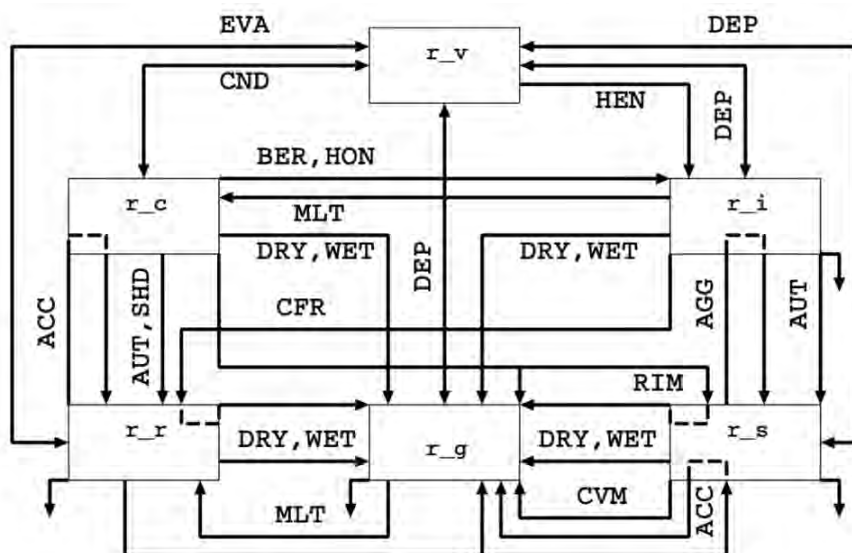 EVA
DEP
r_v
CND
HEN
DEP
BER,HON
r_c
MLT
r_i
DRY,WET
DRY,WET
DEP
ACC
AUT,SHD
CFR
AGG
AUT
RIM
r_r
DRY,WET
r_g
DRY,WET
r_s
MLT
CVM
ACC